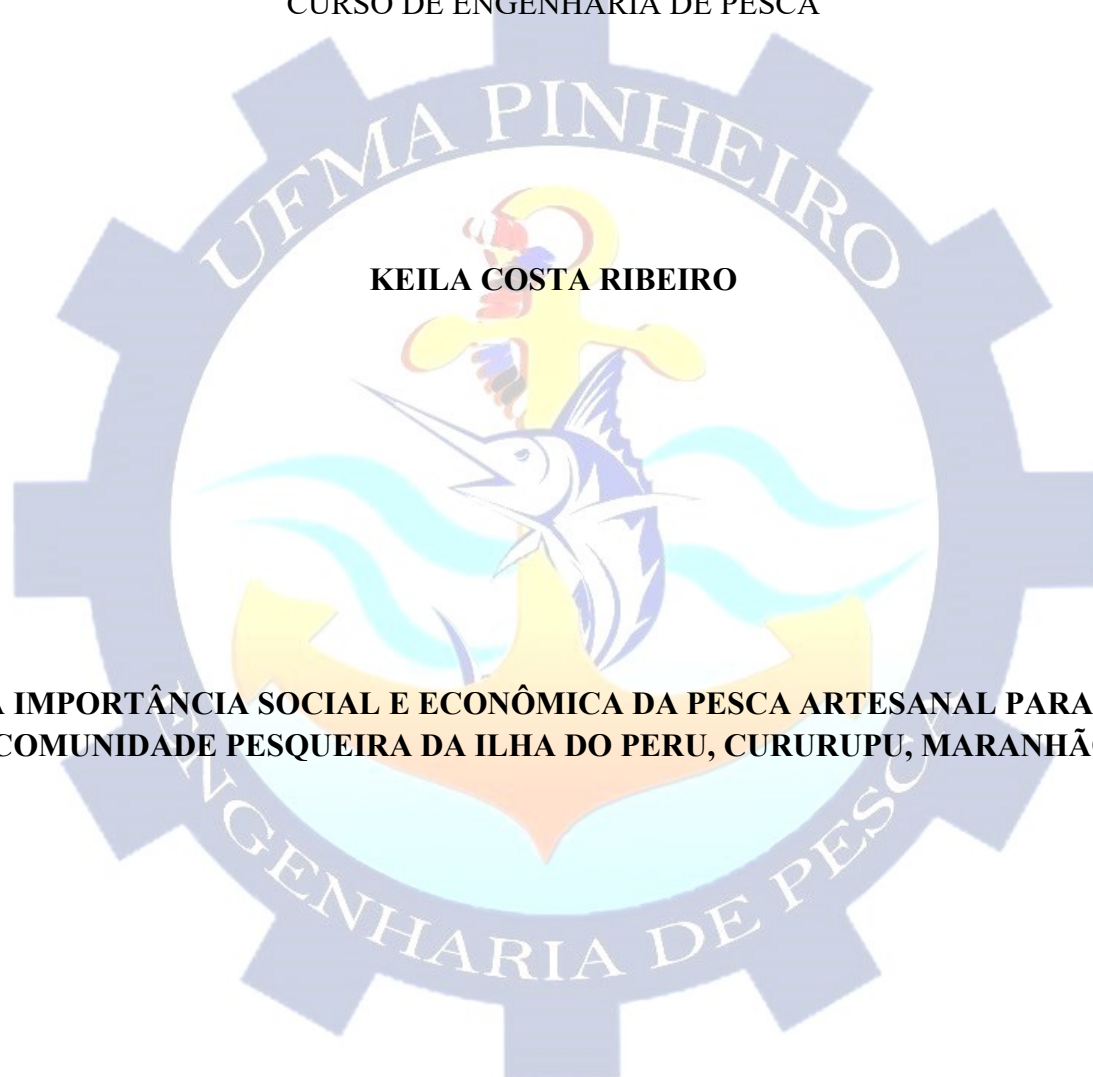 CURSO DE ENGENHARIA DE PESCA
UFMA PINHEIRO
KEILA COSTA RIBEIRO
A IMPORTÂNCIA SOCIAL E ECONÔMICA DA PESCA ARTESANAL PARA
COMUNIDADE PESQUEIRA DA ILHA DO PERU, CURURUPU, MARANHÃO
ENGENHARIA DE PESCA